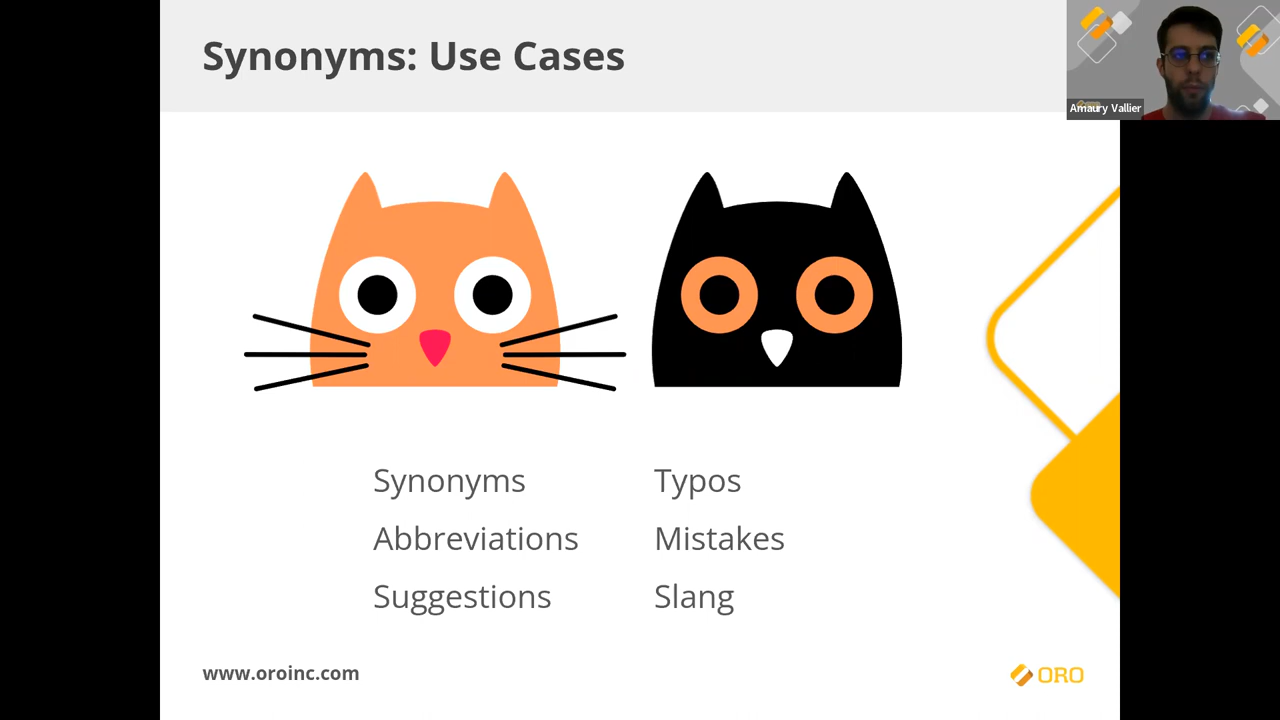 Synonyms: Use Cases
Amaury Vallier
Synonyms
Abbreviations
Suggestions
Typos
Mistakes
Slang
www.oroinc.com
ORO